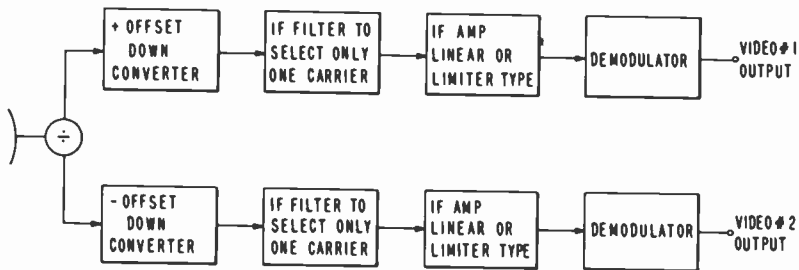 + OFFSET
DOWN
CONVERTER
IF FILTER TO
SELECT ONLY
ONE CARRIER
IF AMP
LINEAR OR
LIMITER TYPE
DEMODULATOR
VIDEO #1
OUTPUT
÷
- OFFSET
DOWN
CONVERTER
IF FILTER TO
SELECT ONLY
ONE CARRIER
IF AMP
LINEAR OR
LIMITER TYPE
DEMODULATOR
VIDEO #2
OUTPUT